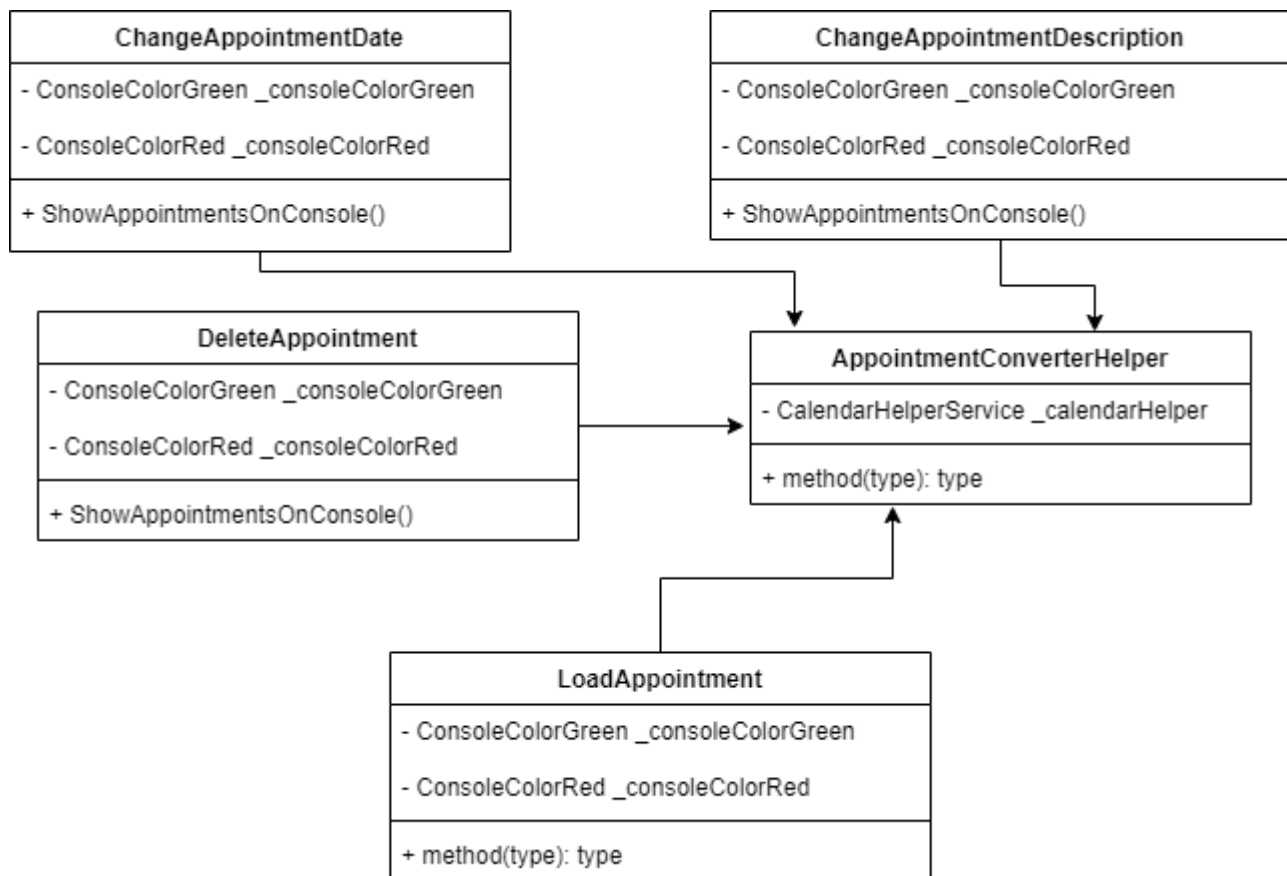 ChangeAppointmentDate
- ConsoleColorGreen _consoleColorGreen
- ConsoleColorRed _consoleColorRed
+ ShowAppointmentsOnConsole()
ChangeAppointmentDescription
- ConsoleColorGreen _consoleColorGreen
- ConsoleColorRed _consoleColorRed
+ ShowAppointmentsOnConsole()
DeleteAppointment
- ConsoleColorGreen _consoleColorGreen
- ConsoleColorRed _consoleColorRed
+ ShowAppointmentsOnConsole()
AppointmentConverterHelper
- CalendarHelperService _calendarHelper
+ method(type): type
LoadAppointment
- ConsoleColorGreen _consoleColorGreen
- ConsoleColorRed _consoleColorRed
+ method(type): type